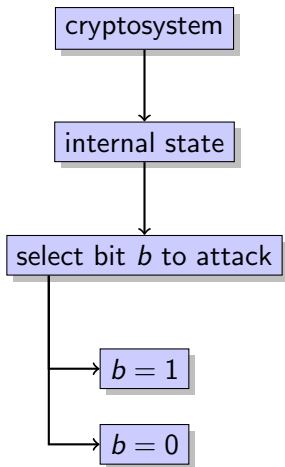 cryptosystem
internal state
select bit b to attack
b = 1
b = 0